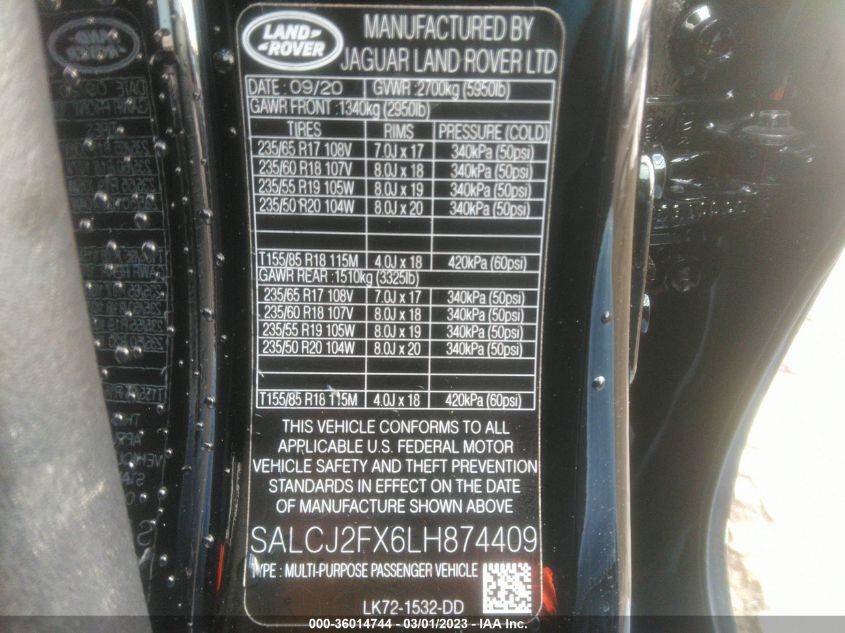 LAND ROVER
MANUFACTURED BY
JAGUAR LAND ROVER LTD
DATE : 09/20 GVWR :2700kg (5950lb)
GAWR FRONT : 1340kg (2950lb)
TIRES RIMS PRESSURE (COLD)
235/65 R17 108V 7.0J x 17 340kPa (50psi)
235/60 R18 107V 8.0J x 18 340kPa (50psi)
235/55 R19 105W 8.0J x 19 340kPa (50psi)
235/50 R20 104W 8.0J x 20 340kPa (50psi)
T155/85 R18 115M 4.0J x 18 420kPa (60psi)
GAWR REAR :1510kg (3325lb)
235/65 R17 108V 7.0J x 17 340kPa (50psi)
235/60 R18 107V 8.0J x 18 340kPa (50psi)
235/55 R19 105W 8.0J x 19 340kPa (50psi)
235/50 R20 104W 8.0J x 20 340kPa (50psi)
T155/85 R18 115M 4.0J x 18 420kPa (60psi)
THIS VEHICLE CONFORMS TO ALL
APPLICABLE U.S. FEDERAL MOTOR
VEHICLE SAFETY AND THEFT PREVENTION
STANDARDS IN EFFECT ON THE DATE
OF MANUFACTURE SHOWN ABOVE
SALCJ2FX6LH874409
TYPE : MULTI-PURPOSE PASSENGER VEHICLE
LK72-1532-DD
000-36014744 - 03/01/2023 - IAA Inc.